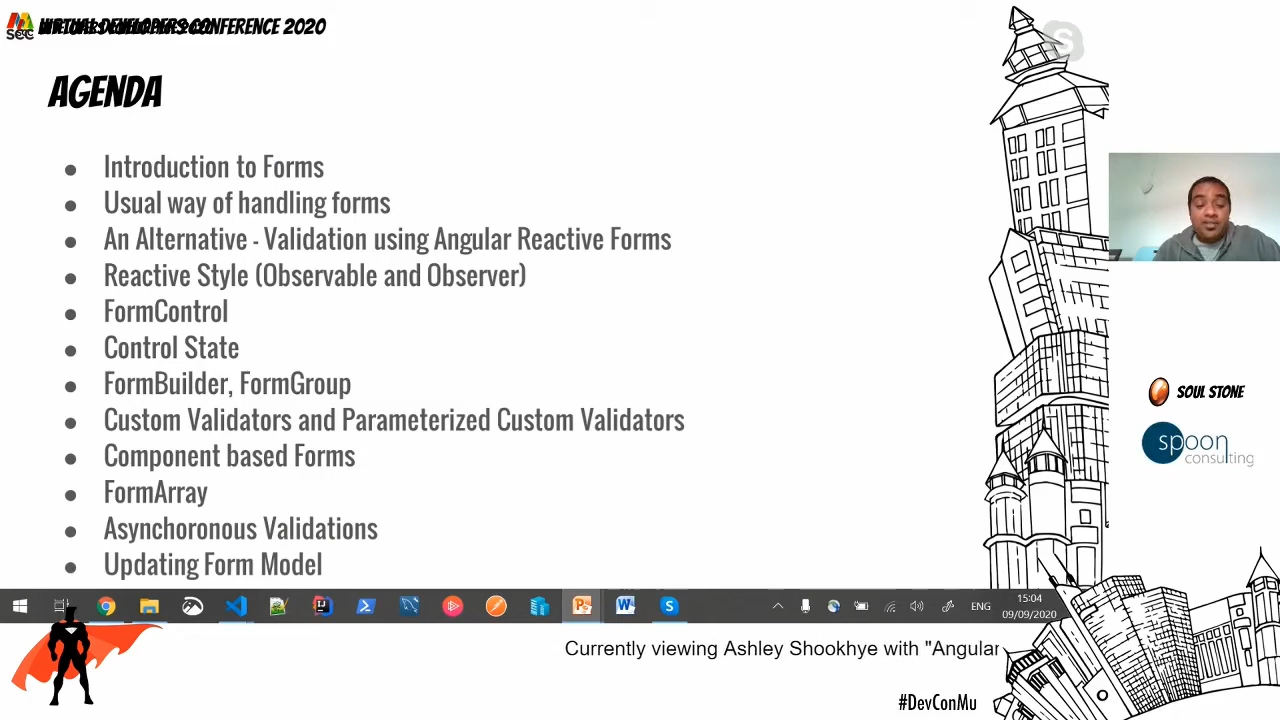 VIRTUAL DEVELOPERS CONFERENCE 2020
AGENDA
Introduction to Forms
Usual way of handling forms
An Alternative - Validation using Angular Reactive Forms
Reactive Style (Observable and Observer)
FormControl
Control State
FormBuilder, FormGroup
Custom Validators and Parameterized Custom Validators
Component based Forms
FormArray
Asynchoronous Validations
Updating Form Model
SOUL STONE
spoon
consulting
ENG
15:04
09/09/2020
Currently viewing Ashley Shookhye with "Angular
#DevConMu